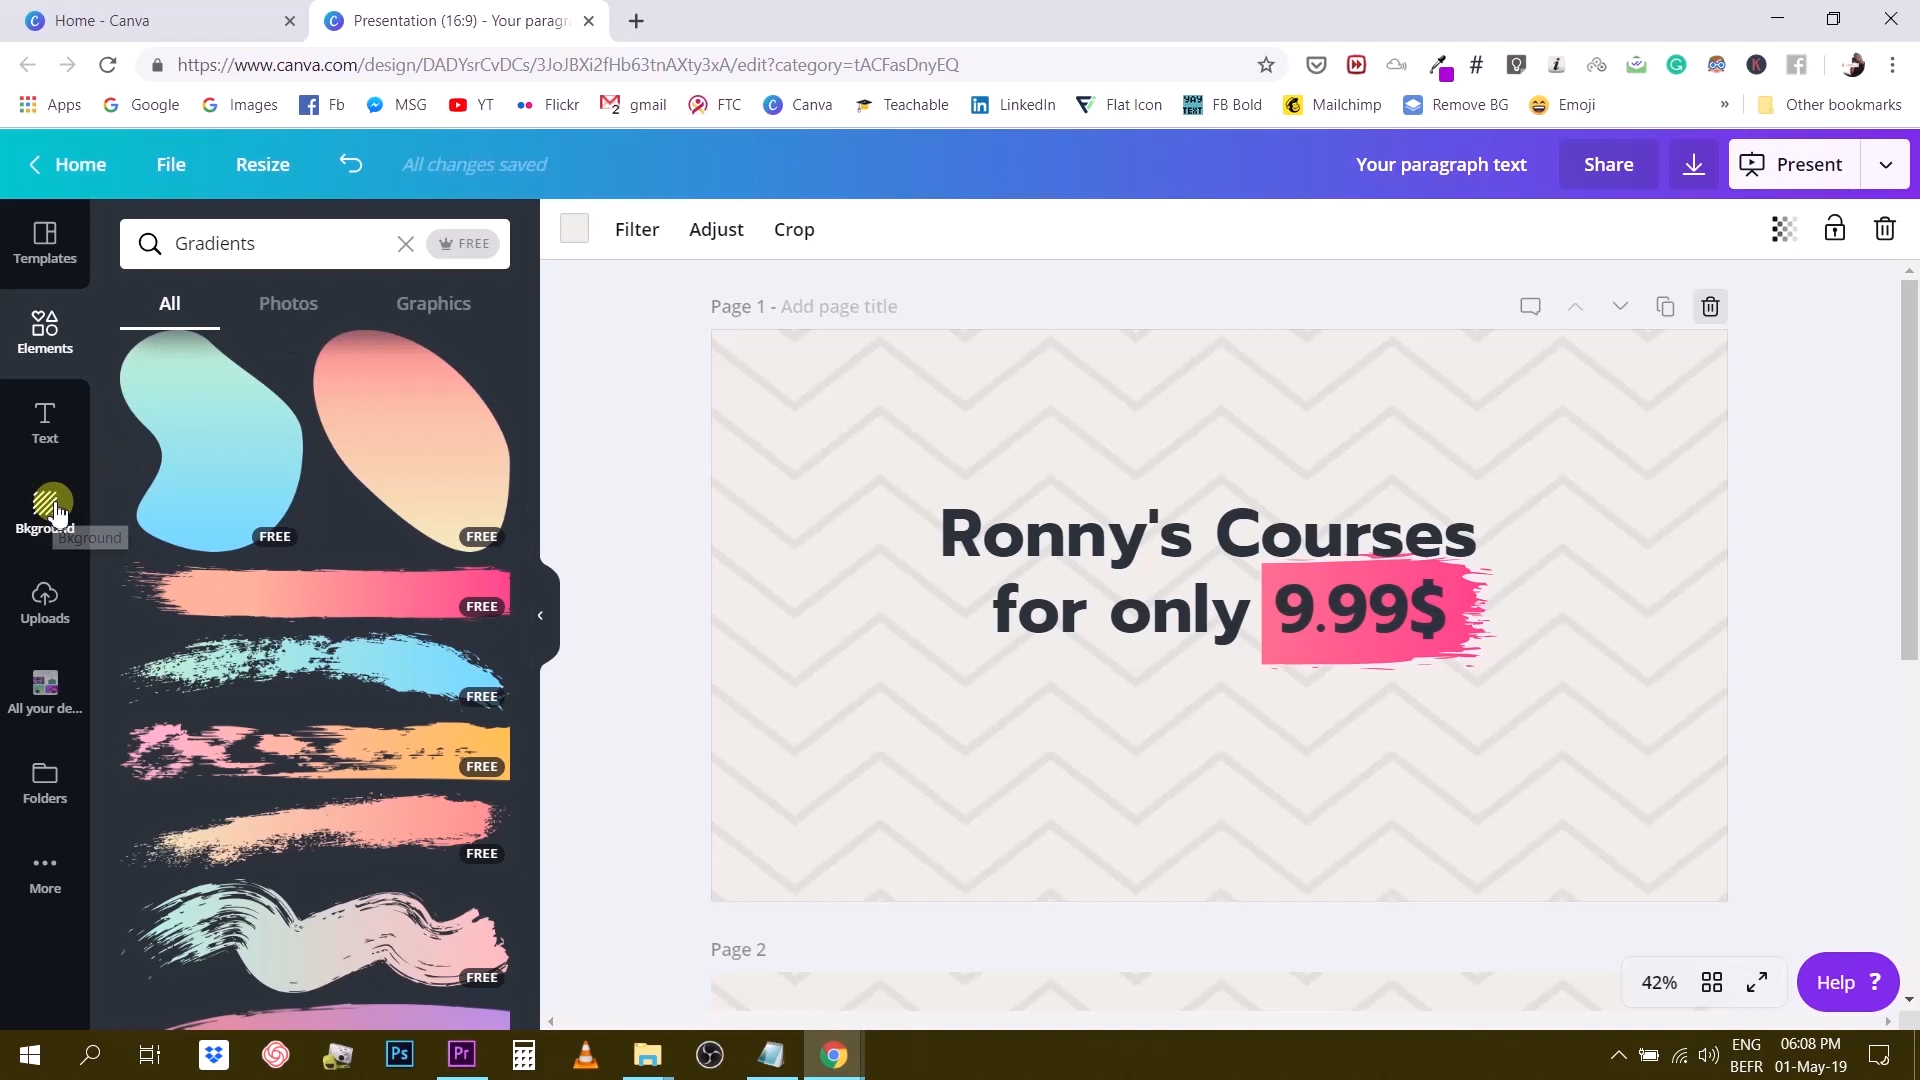 Home - Canva
Presentation (16:9) - Your paragr
https://www.canva.com/design/DADYsrCvDCs/3JoJBXi2fHb63tnAXty3xA/edit?category=tACFasDnyEQ
Apps
Google
Images
Fb
MSG
YT
Flickr
gmail
FTC
Canva
Teachable
LinkedIn
Flat Icon
FB Bold
Mailchimp
Remove BG
Emoji
»
Other bookmarks
Home
File
Resize
All changes saved
Your paragraph text
Share
Present
Templates
Elements
Text
Bkground
Bkground
Uploads
All your de...
Folders
More
Gradients
FREE
All
Photos
Graphics
FREE
FREE
FREE
FREE
FREE
FREE
FREE
Filter
Adjust
Crop
Page 1 - Add page title
Ronny's Courses
for only 9.99$
Page 2
42%
Help ?
Ps
Pr
ENG
BEFR
06:08 PM
01-May-19